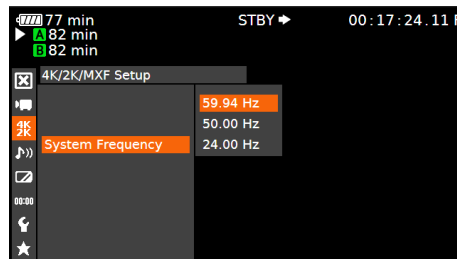 77 min STBY 00:17:24.11
A 82 min
B 82 min
4K/2K/MXF Setup
59.94 Hz
4K
2K
50.00 Hz
System Frequency 24.00 Hz
00:00